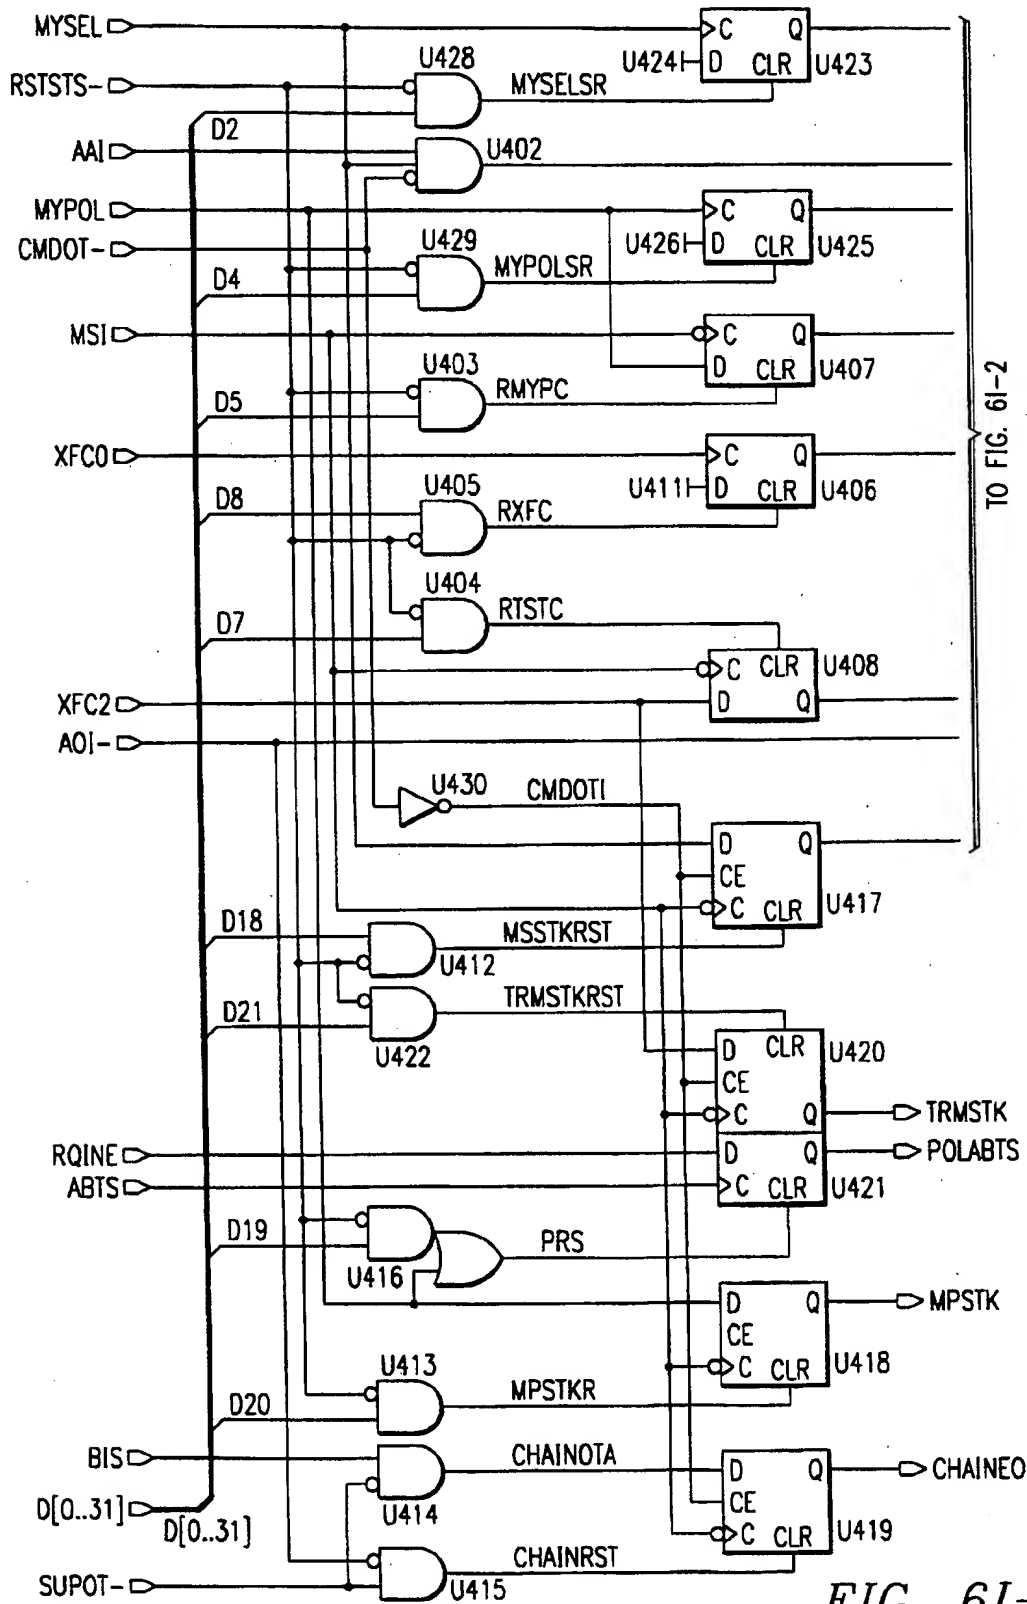 MYSEL
C Q
U428
U424
D CLR
U423
RSTSTS-
MYSELSR
D2
AAI
U402
MYPOL
C Q
CMDOT-
U429
U426
D CLR
U425
MYPOLSR
D4
MSI
C Q
U403
D CLR
U407
RMYPC
D5
XFC0
C Q
U405
U411
D CLR
U406
D8
RXFC
TO FIG. 6I-2
U404
RTSTC
D7
C CLR
U408
XFC2
D Q
AOI-
U430
CMDOTI
D Q
CE
C CLR
U417
D18
MSSTKRST
U412
TRMSTKRST
D21
U422
D CLR
U420
CE
C Q
TRMSTK
RQINE
D Q
POLABTS
ABTS
C CLR
U421
D19
PRS
U416
D Q
MPSTK
CE
U413
C CLR
U418
MPSTKR
D20
BIS
CHAINOTA
D Q
CHAINEO
CE
D[0..31]
D[0..31]
U414
C CLR
U419
CHAINRST
SUPOT-
U415
FIG. 6I-